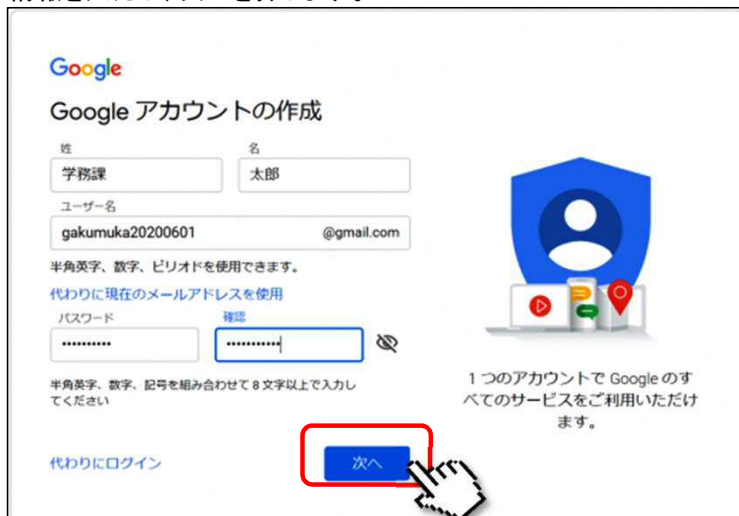 Google
Google アカウントの作成
姓 名
学務課 太郎
ユーザー名
gakumuka20200601 @gmail.com
半角英字、数字、ピリオドを使用できます。
代わりに現在のメールアドレスを使用
パスワード 確認
•••••••••• •••••••••••
半角英字、数字、記号を組み合わせて 8 文字以上で入力し
てください
1 つのアカウントで Google のす
べてのサービスをご利用いただけ
ます。
代わりにログイン 次へ